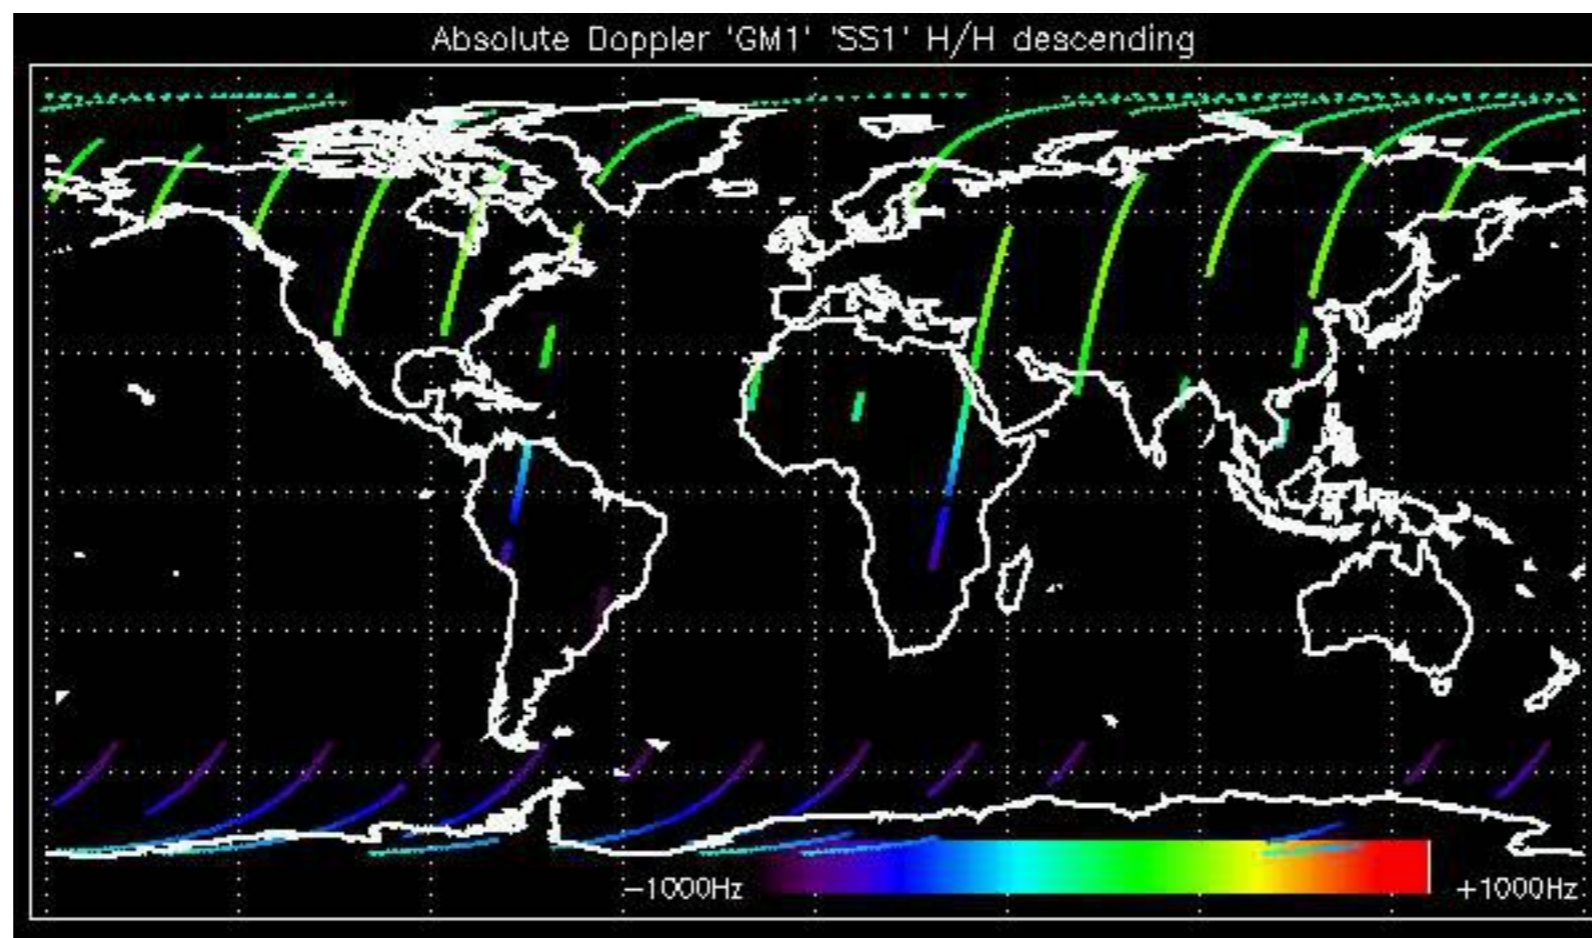 Absolute Doppler 'GM1' 'SS1' H/H descending
−1000Hz
+1000Hz